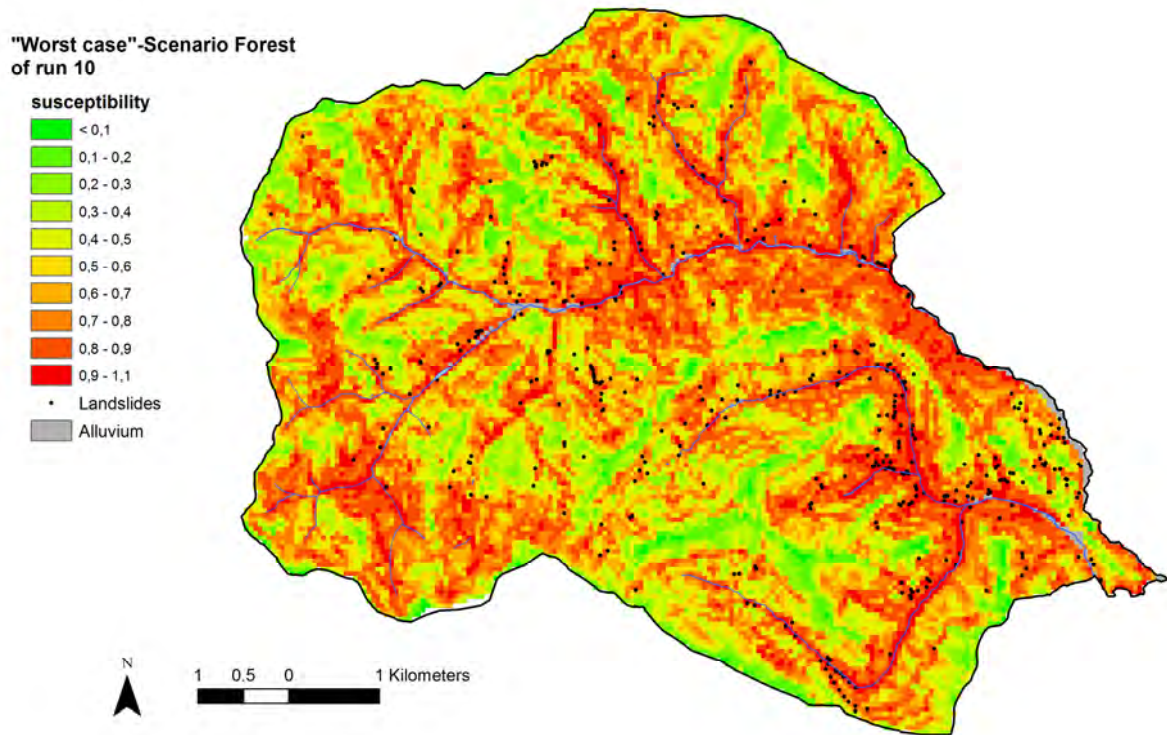 "Worst case"-Scenario Forest
of run 10
susceptibility
< 0,1
0,1 - 0,2
0,2 - 0,3
0,3 - 0,4
0,4 - 0,5
0,5 - 0,6
0,6 - 0,7
0,7 - 0,8
0,8 - 0,9
0,9 - 1,1
Landslides
Alluvium
N
1 0.5 0 1 Kilometers